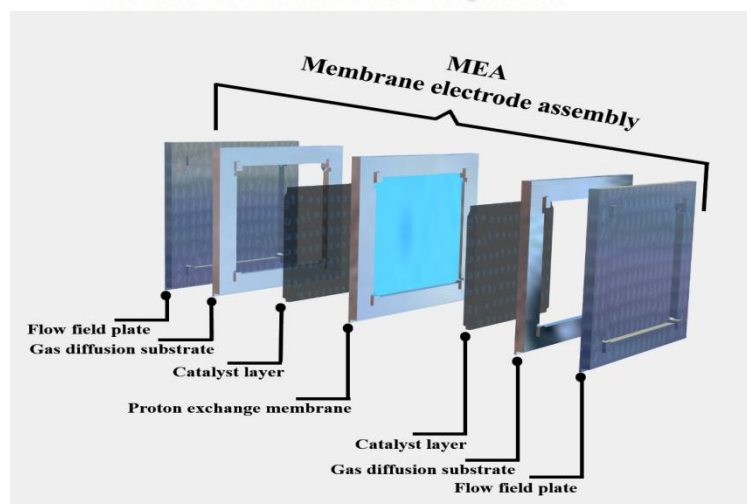 MEA
Membrane electrode assembly
Flow field plate
Gas diffusion substrate
Catalyst layer
Proton exchange membrane
Catalyst layer
Gas diffusion substrate
Flow field plate